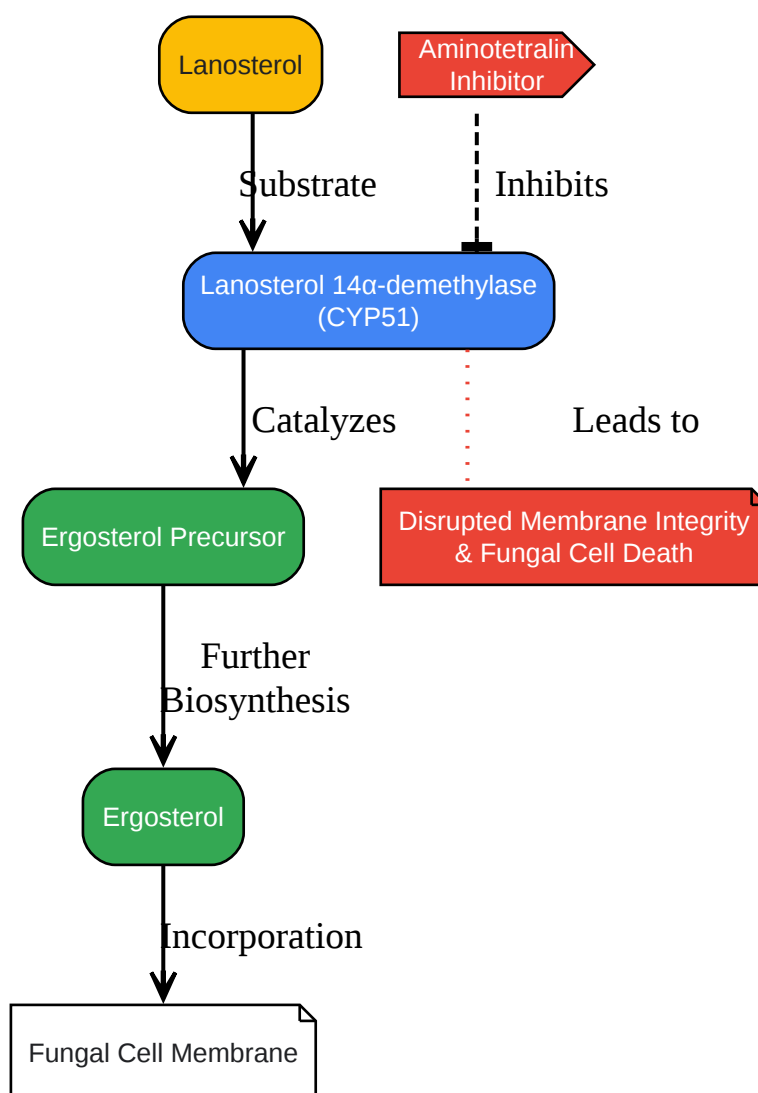 Lanosterol
Aminotetralin
Inhibitor
Substrate
Inhibits
Lanosterol 14α-demethylase
(CYP51)
Catalyzes
Leads to
Ergosterol Precursor
Disrupted Membrane Integrity
& Fungal Cell Death
Further
Biosynthesis
Ergosterol
Incorporation
Fungal Cell Membrane